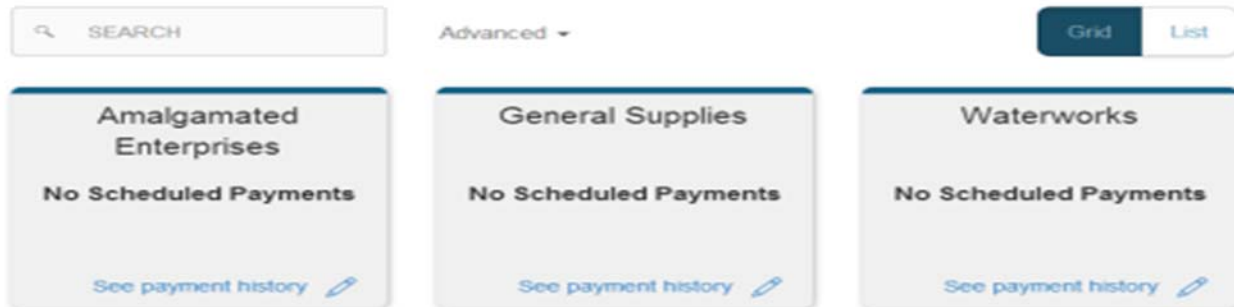 SEARCH
Advanced
Grid
List
Amalgamated
Enterprises
No Scheduled Payments
See payment history
General Supplies
No Scheduled Payments
See payment history
Waterworks
No Scheduled Payments
See payment history